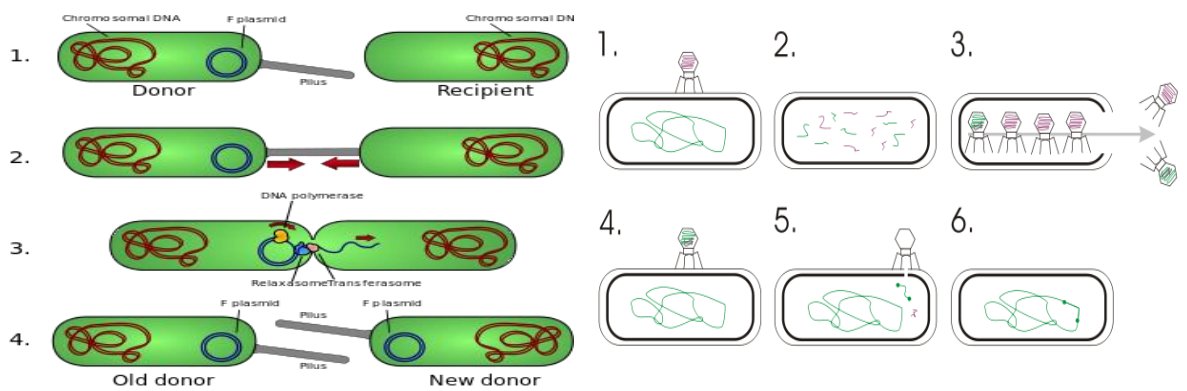 Chromosomal DNA
F plasmid
Chromosomal DN
1.
Pilus
Donor
Recipient
2.
DNA polymerase
3.
Relaxasome
Transferasome
F plasmid
Pilus
F plasmid
4.
Pilus
Old donor
New donor
1.
2.
3.
4.
5.
6.